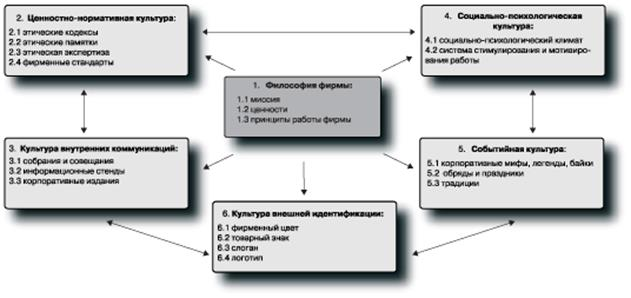 2. Ценностно-нормативная культура:
2.1 этические кодексы
2.2 этические памятки
2.3 этическая экспертиза
2.4 фирменные стандарты
4. Социально-психологическая
культура:
4.1 социально-психологический климат
4.2 система стимулирования и мотивиро-
вания работы
1. Философия фирмы:
1.1 миссия
1.2 ценности
1.3 принципы работы фирмы
3. Культура внутренних коммуникаций:
3.1 собрания и совещания
3.2 информационные стенды
3.3 корпоративные издания
5. Событийная культура:
5.1 корпоративные мифы, легенды, байки
5.2 обряды и праздники
5.3 традиции
6. Культура внешней идентификации:
6.1 фирменный цвет
6.2 товарный знак
6.3 слоган
6.4 логотип